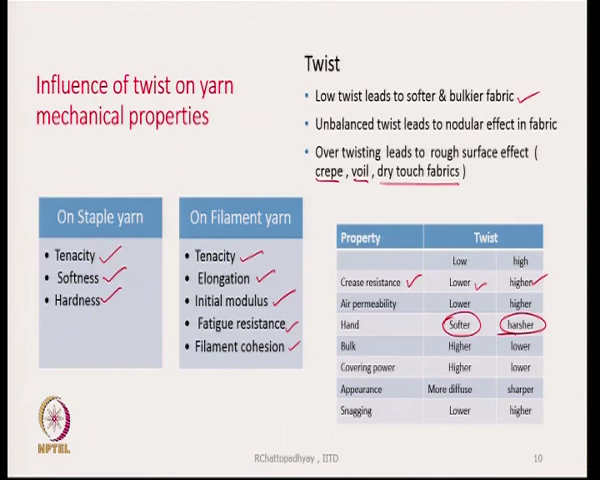 Influence of twist on yarn
mechanical properties
Twist
• Low twist leads to softer & bulkier fabric
• Unbalanced twist leads to nodular effect in fabric
• Over twisting leads to rough surface effect (
crepe , voil , dry touch fabrics )
On Staple yarn
• Tenacity
• Softness
• Hardness
On Filament yarn
• Tenacity
• Elongation
• Initial modulus
• Fatigue resistance
• Filament cohesion
Property Twist
Low high
Crease resistance Lower higher
Air permeability Lower higher
Hand Softer harsher
Bulk Higher lower
Covering power Higher lower
Appearance More diffuse sharper
Snagging Lower higher
NPTEL
RChattopadhyay , IITD
10